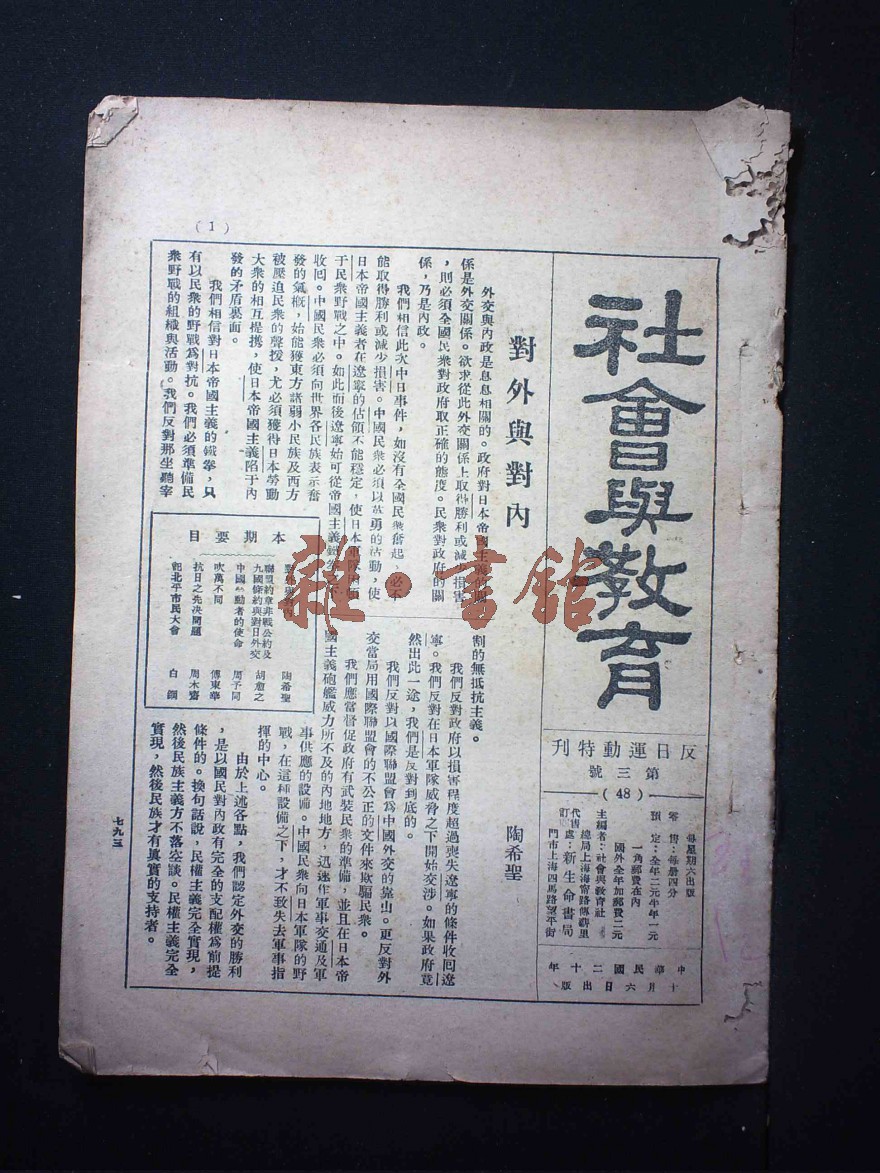 社會與教育
反日運動特刊
第三號
(48)
每星期六出版
零售：每册四分
預定：全年二元半年一元
一角郵費在內
國外全年加郵費二元
主編者：社會與教育社
總局上海海甯路傳新里
代售處：新生命書局
訂
門市上海四馬路望平街
中華民國二十年
十月六日出版
(1)
對外與對內
陶希聖
外交與內政是息息相關的。政府對日本帝國主義的關
係是外交關係。欲求從此外交關係上取得勝利或減少損害
，則必須全國民衆對政府取正確的態度。民衆對政府的關
係，乃是內政。
我們相信此次中日事件，如沒有全國民衆奮起，必不
能取得勝利或減少損害。中國民衆必須以英勇的活動，使
日本帝國主義者在遼寧的佔領不能穩定，使日本軍隊
于民衆野戰之中。如此而後遼寧始可從帝國主義
收回。中國民衆必須向世界各民族表示奮
發的氣概，始能獲東方諸弱小民族及西方
被壓迫民衆的聲援，尤必須獲得日本勞動
大衆的相互提携，使日本帝國主義陷于內
發的矛盾裏面。
我們相信對日本帝國主義的鐵拳，只
有以民衆的野戰爲對抗。我們必須準備民
衆野戰的組織與活動。我們反對那坐聽宰
割的無抵抗主義。
我們反對政府以損害程度超過喪失遼寧的條件收回遼
寧。我們反對在日本軍隊威脅之下開始交涉。如果政府竟
然出此一途，我們是反對到底的。
我們反對以國際聯盟會爲中國外交的靠山。更反對外
交當局用國際聯盟會的不公正的文件來欺騙民衆。
我們應當督促政府有武裝民衆的準備，並且在日本帝
國主義砲艦威力所不及的內地地方，迅速作軍事交通及軍
事供應的設備。中國民衆向日本軍隊的野
戰，在這種設備之下，才不致失去軍事指
揮的中心。
由於上述各點，我們認定外交的勝利
，是以國民對內政有完全的支配權爲前提
條件的。換句話說，民權主義完全實現，
然後民族主義方不落空談。民權主義完全
實現，然後民族才有眞實的支持者。
本期要目
對外與對內 陶希聖
聯盟約章非戰公約及
九國條約與對日外交 胡愈之
中國勞動者的使命 周予同
吹萬不同 傅東華
抗日之先決問題 周木齋
記北平市民大會 白鋼
七九三
雜·書舘